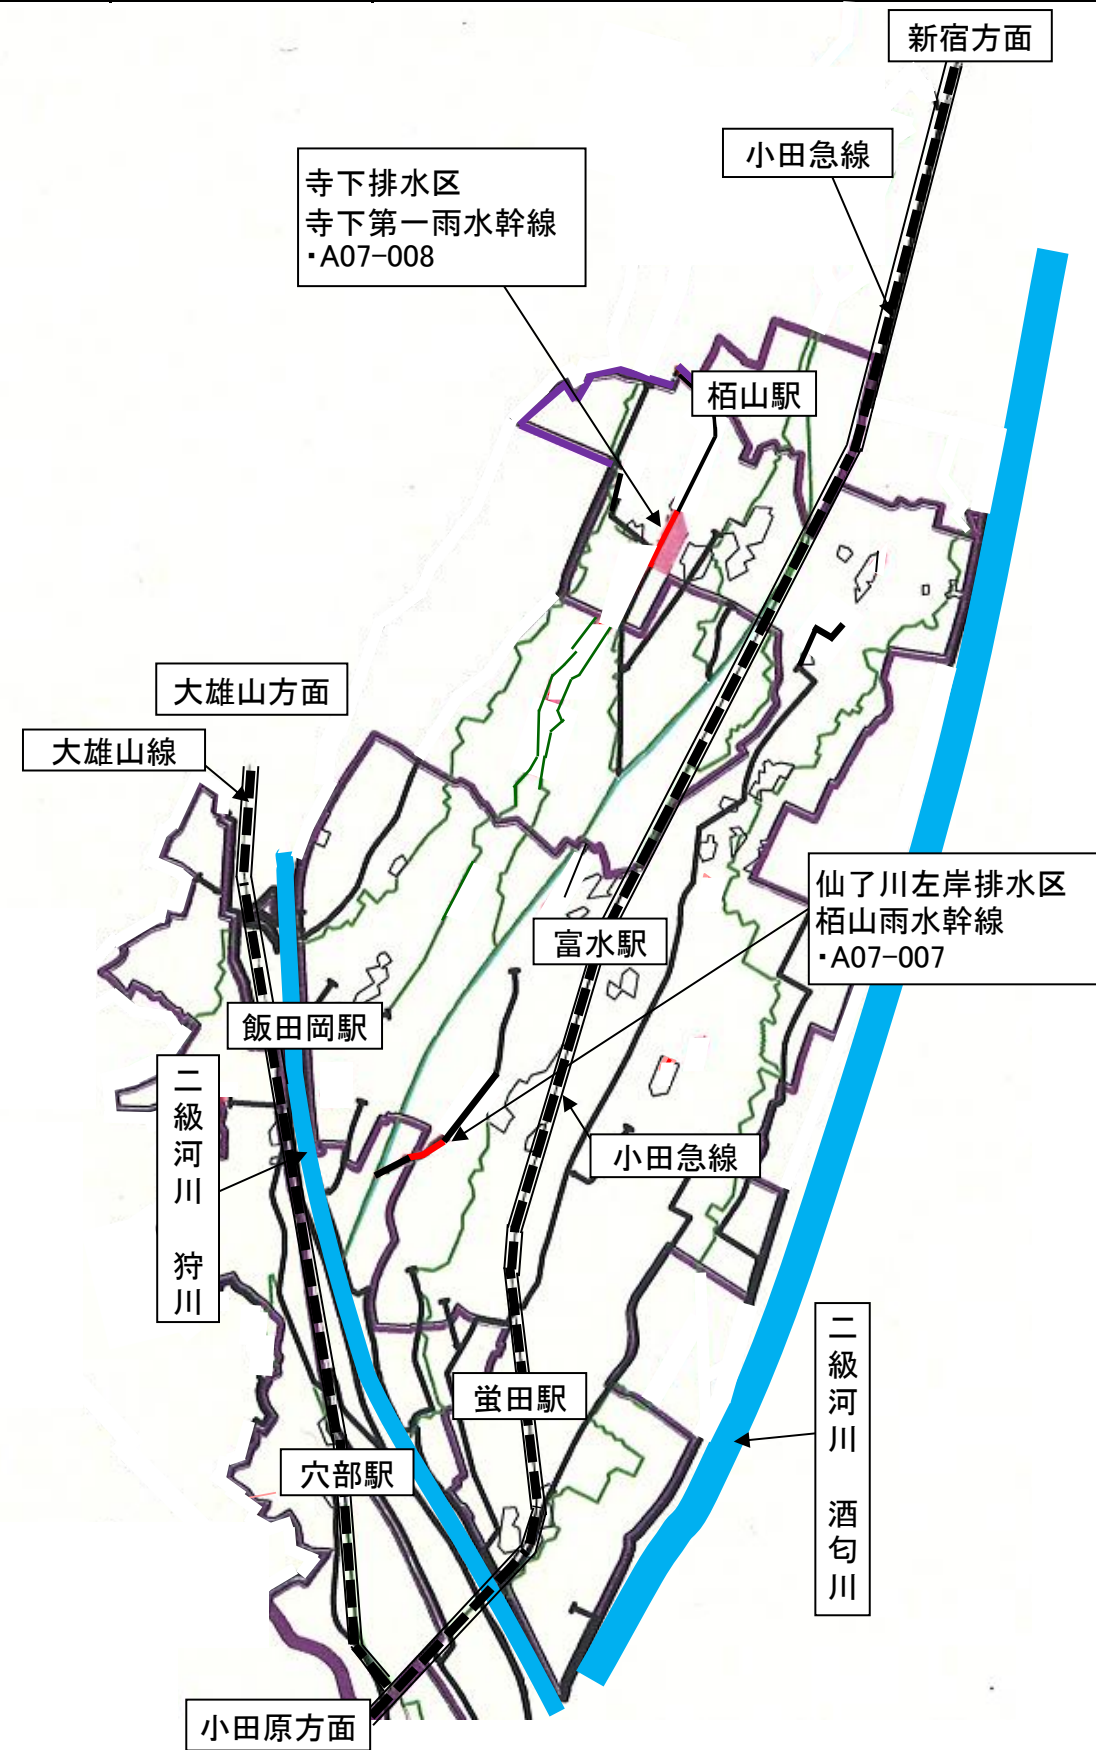 新宿方面
小田急線
寺下排水区
寺下第一雨水幹線
・A07-008
栢山駅
大雄山方面
大雄山線
仙了川左岸排水区
栢山雨水幹線
・A07-007
富水駅
飯田岡駅
二級河川 狩川
小田急線
二級河川 酒匂川
蛍田駅
穴部駅
小田原方面